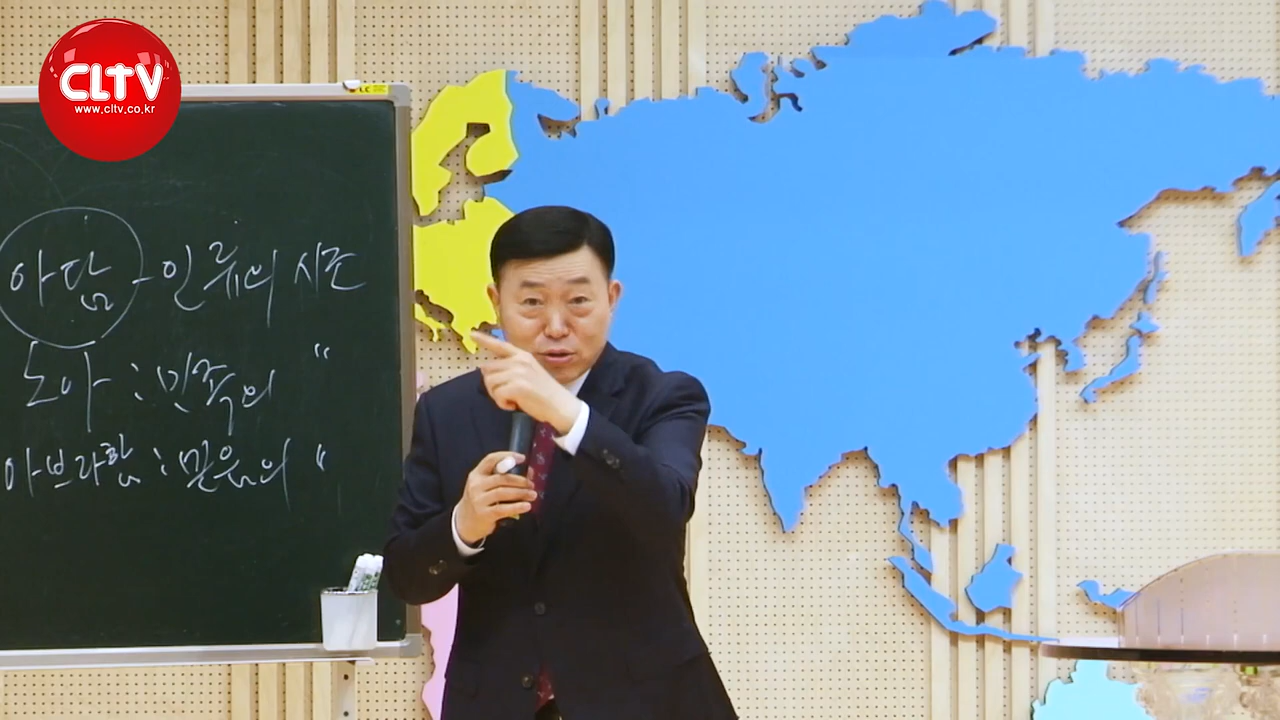 CLTV
www.cltv.co.kr
아담 - 인류의 시조
노아 : 민족의 "
아브라함 : 믿음의 "